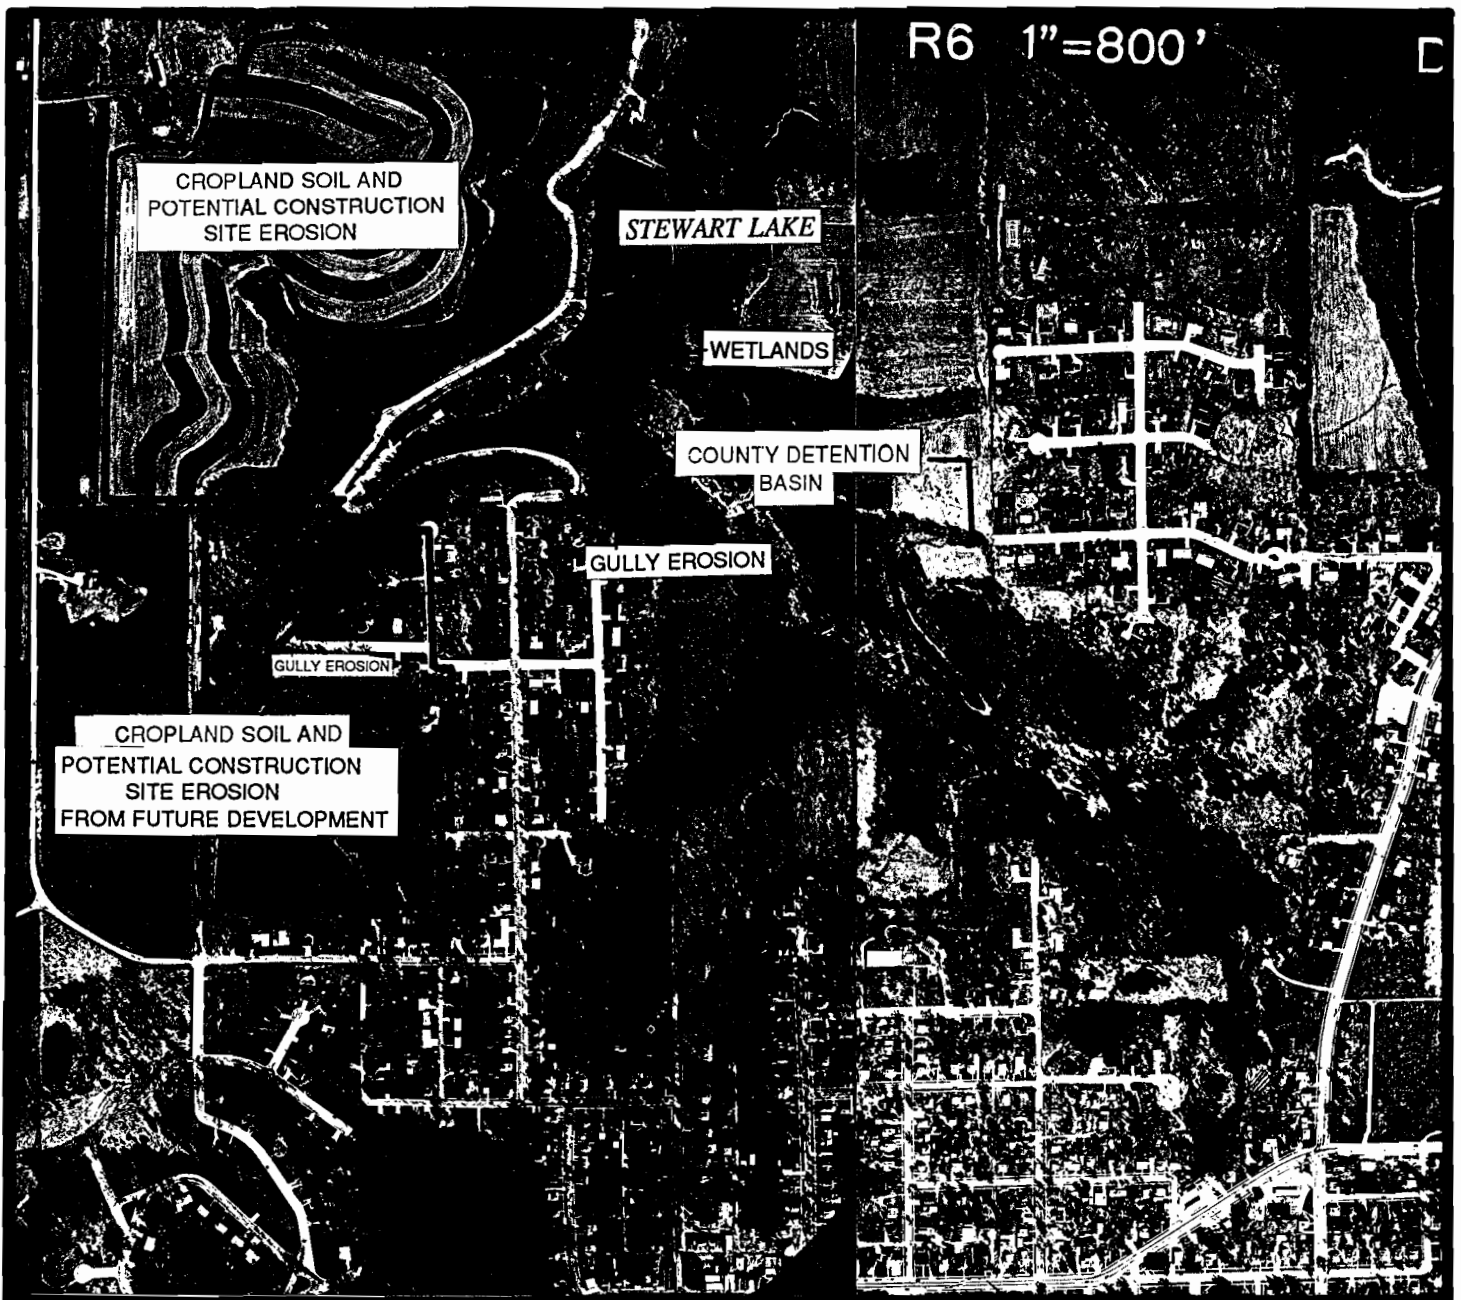 R6 1”=800’ D
CROPLAND SOIL AND
POTENTIAL CONSTRUCTION
SITE EROSION
STEWART LAKE
WETLANDS
COUNTY DETENTION
BASIN
GULLY EROSION
GULLY EROSION
CROPLAND SOIL AND
POTENTIAL CONSTRUCTION
SITE EROSION
FROM FUTURE DEVELOPMENT